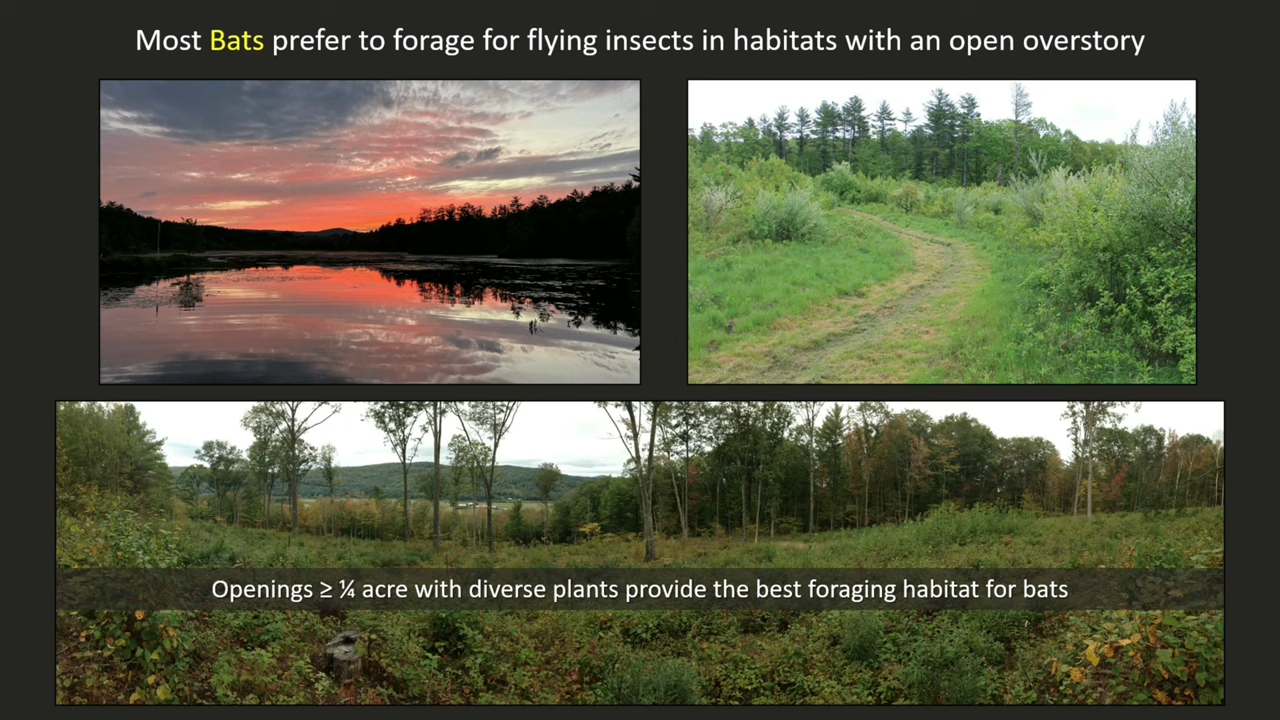 Most Bats prefer to forage for flying insects in habitats with an open overstory
Openings ≥ ¼ acre with diverse plants provide the best foraging habitat for bats